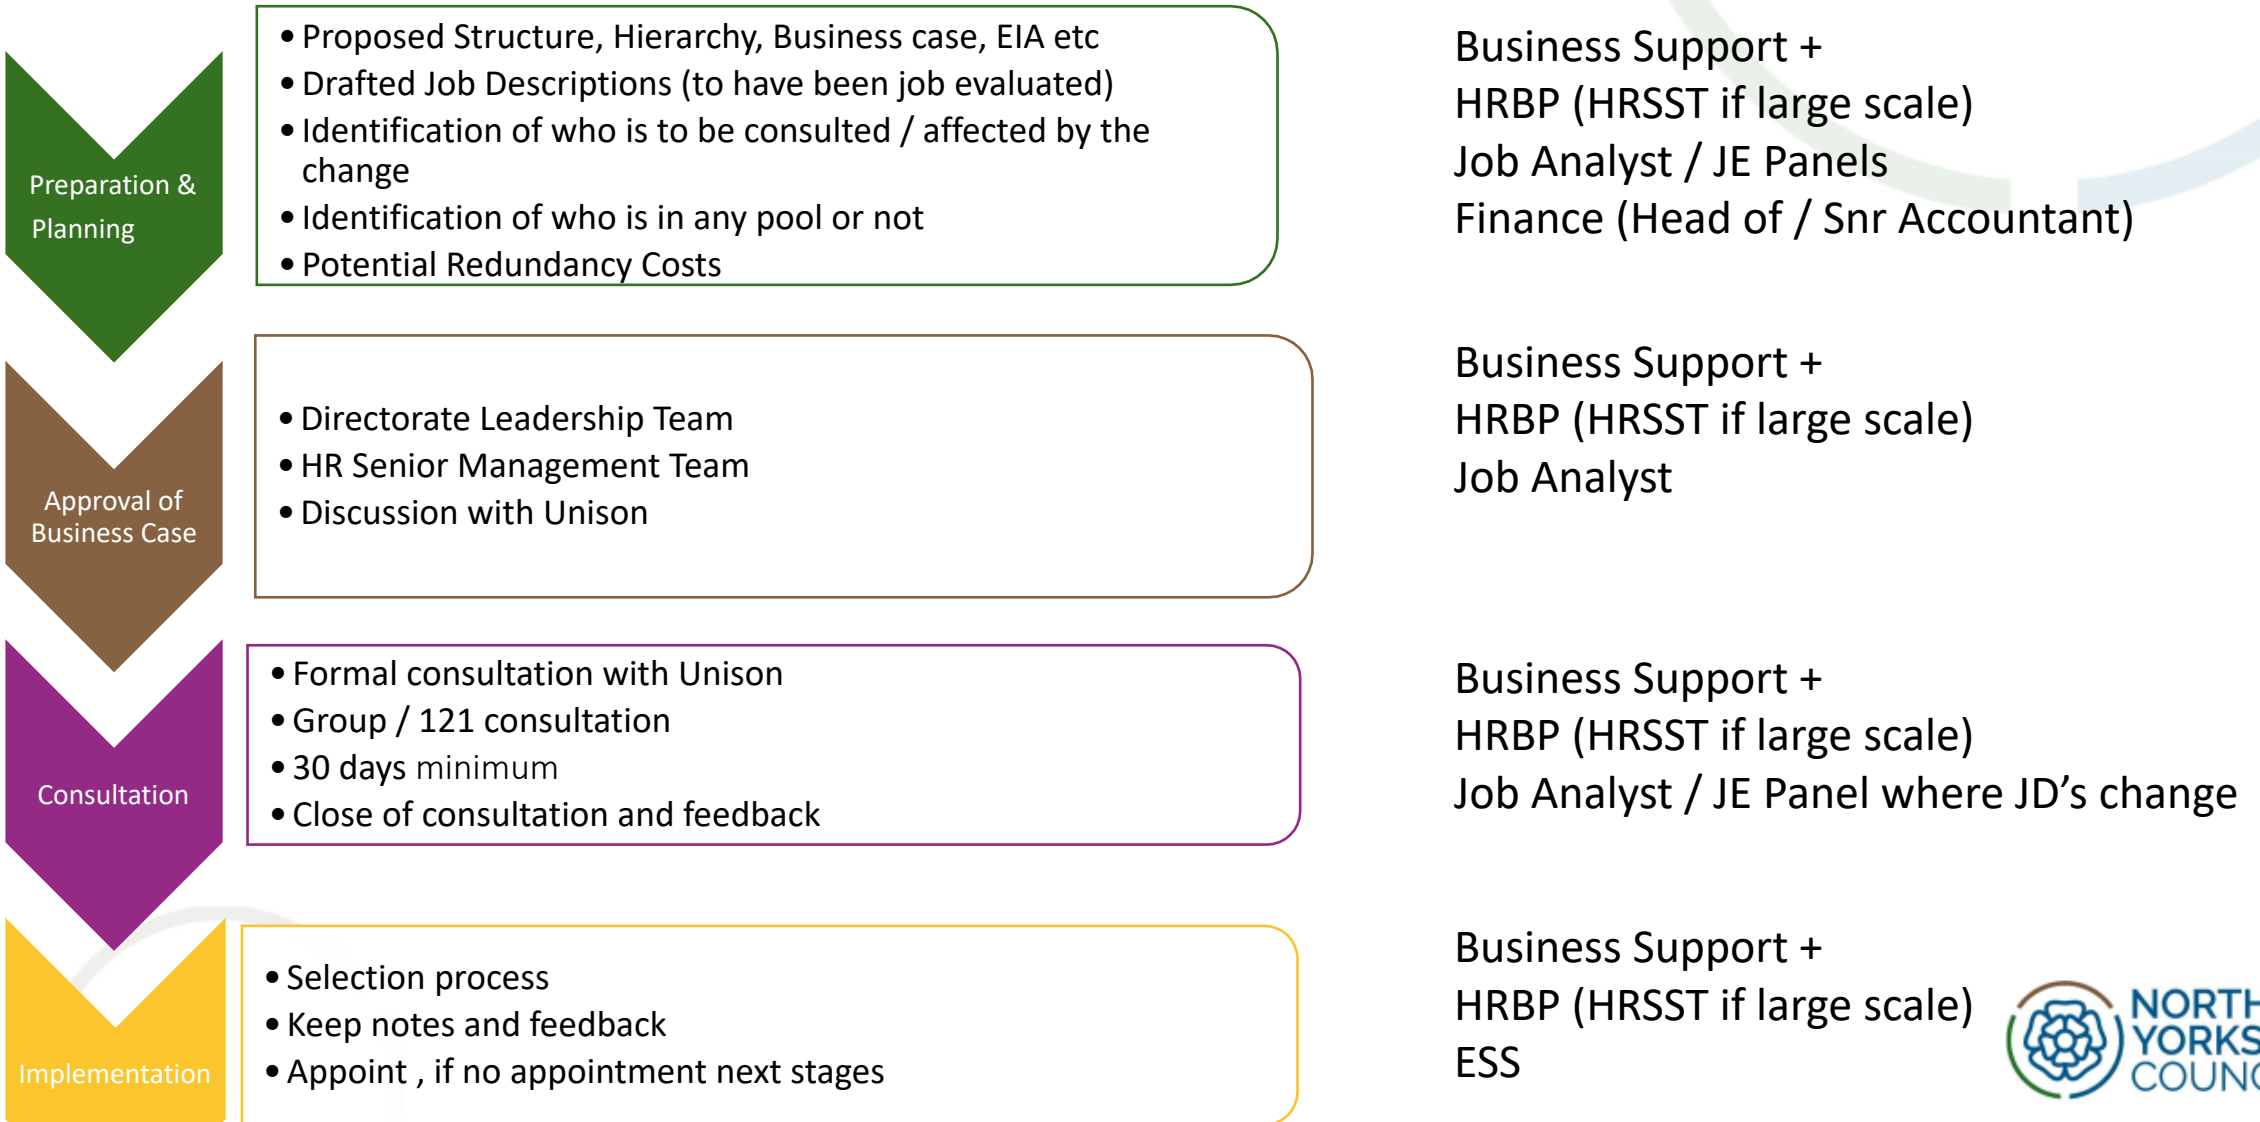 Preparation &
Planning
• Proposed Structure, Hierarchy, Business case, EIA etc
• Drafted Job Descriptions (to have been job evaluated)
• Identification of who is to be consulted / affected by the
change
• Identification of who is in any pool or not
• Potential Redundancy Costs
Business Support +
HRBP (HRSST if large scale)
Job Analyst / JE Panels
Finance (Head of / Snr Accountant)
Approval of
Business Case
• Directorate Leadership Team
• HR Senior Management Team
• Discussion with Unison
Business Support +
HRBP (HRSST if large scale)
Job Analyst
Consultation
• Formal consultation with Unison
• Group / 121 consultation
• 30 days minimum
• Close of consultation and feedback
Business Support +
HRBP (HRSST if large scale)
Job Analyst / JE Panel where JD’s change
Implementation
• Selection process
• Keep notes and feedback
• Appoint , if no appointment next stages
Business Support +
HRBP (HRSST if large scale)
ESS
NORTH
YORKS
COUNC